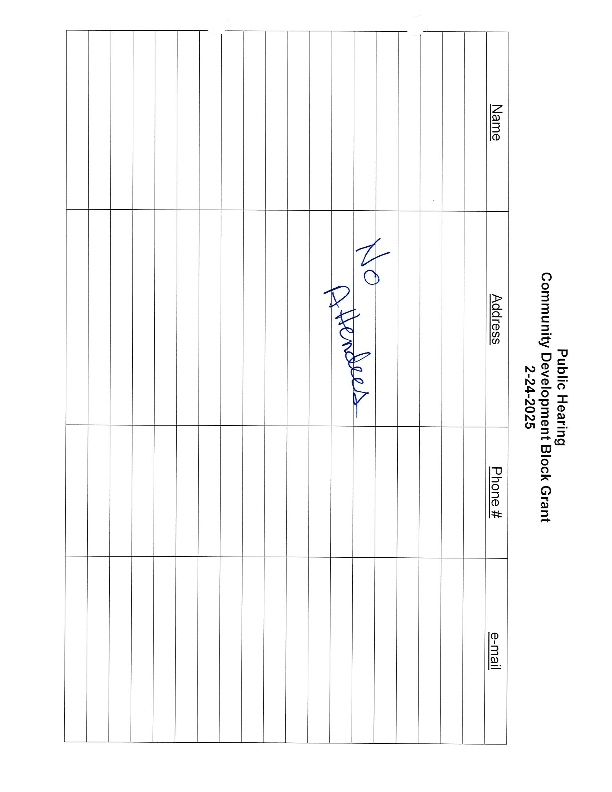 Public Hearing
Community Development Block Grant
2-24-2025
Name Address Phone # e-mail
No
Attendees